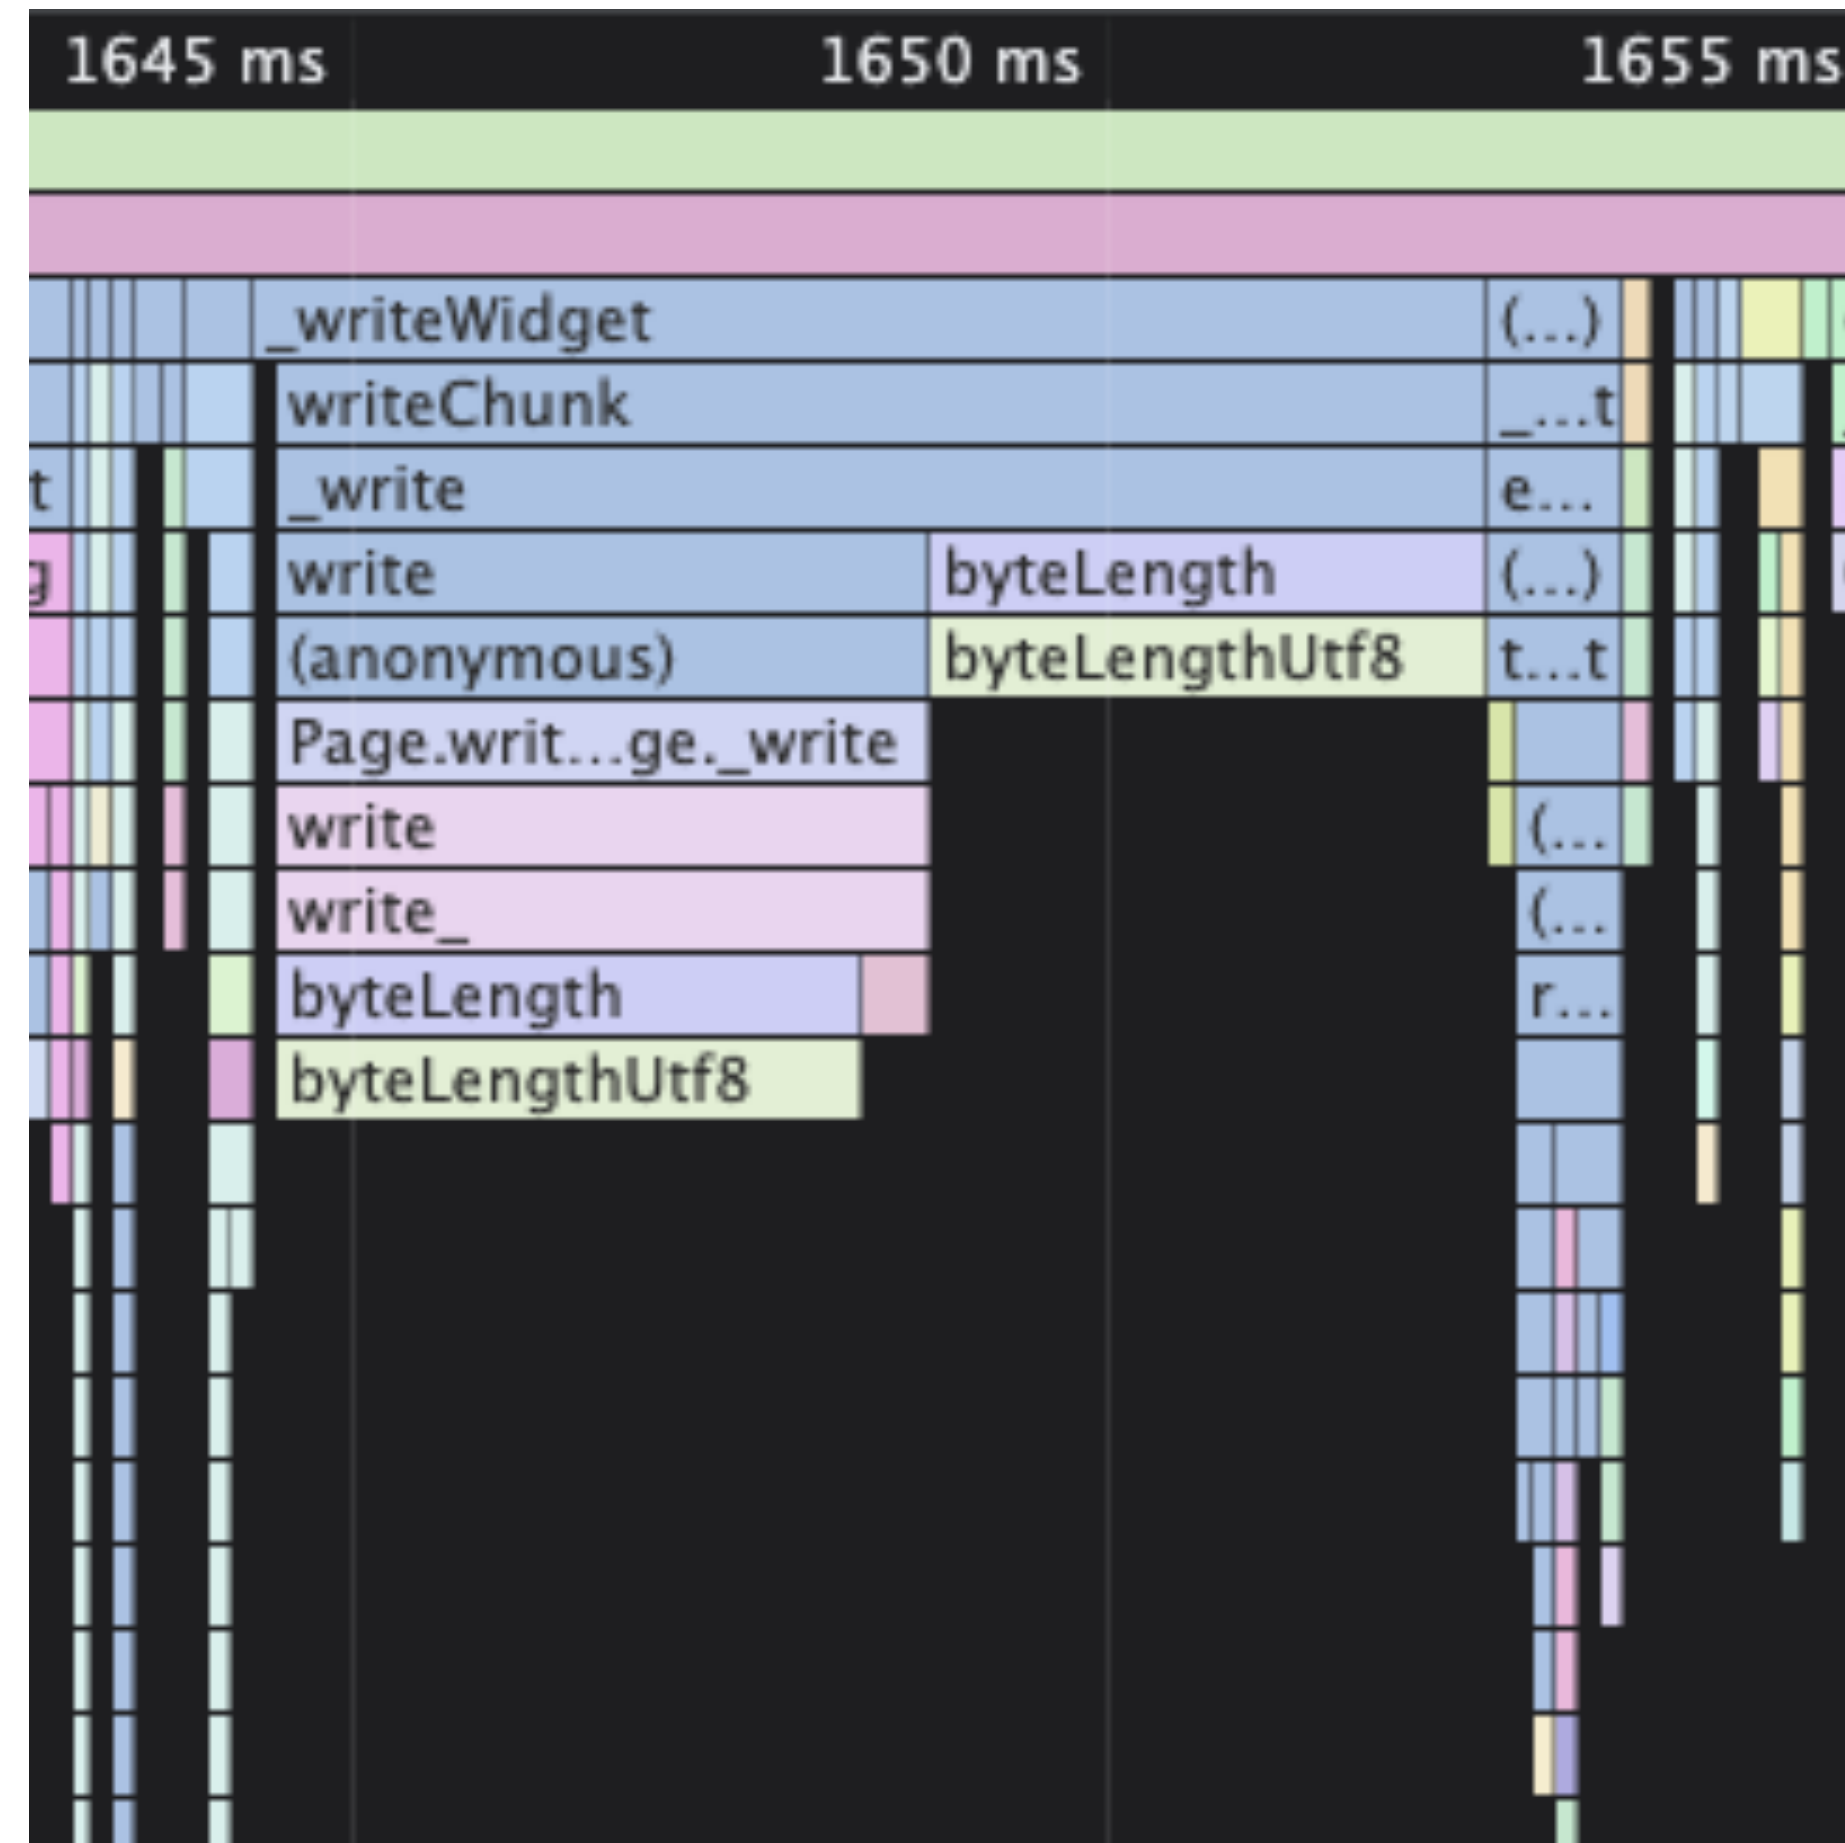 1645 ms 1650 ms 1655 ms
_writeWidget (...)
writeChunk _...t
t _write e...
g write byteLength (...)
(anonymous) byteLengthUtf8 t...t
Page.writ...ge._write
write (...
write_ (...
byteLength r...
byteLengthUtf8